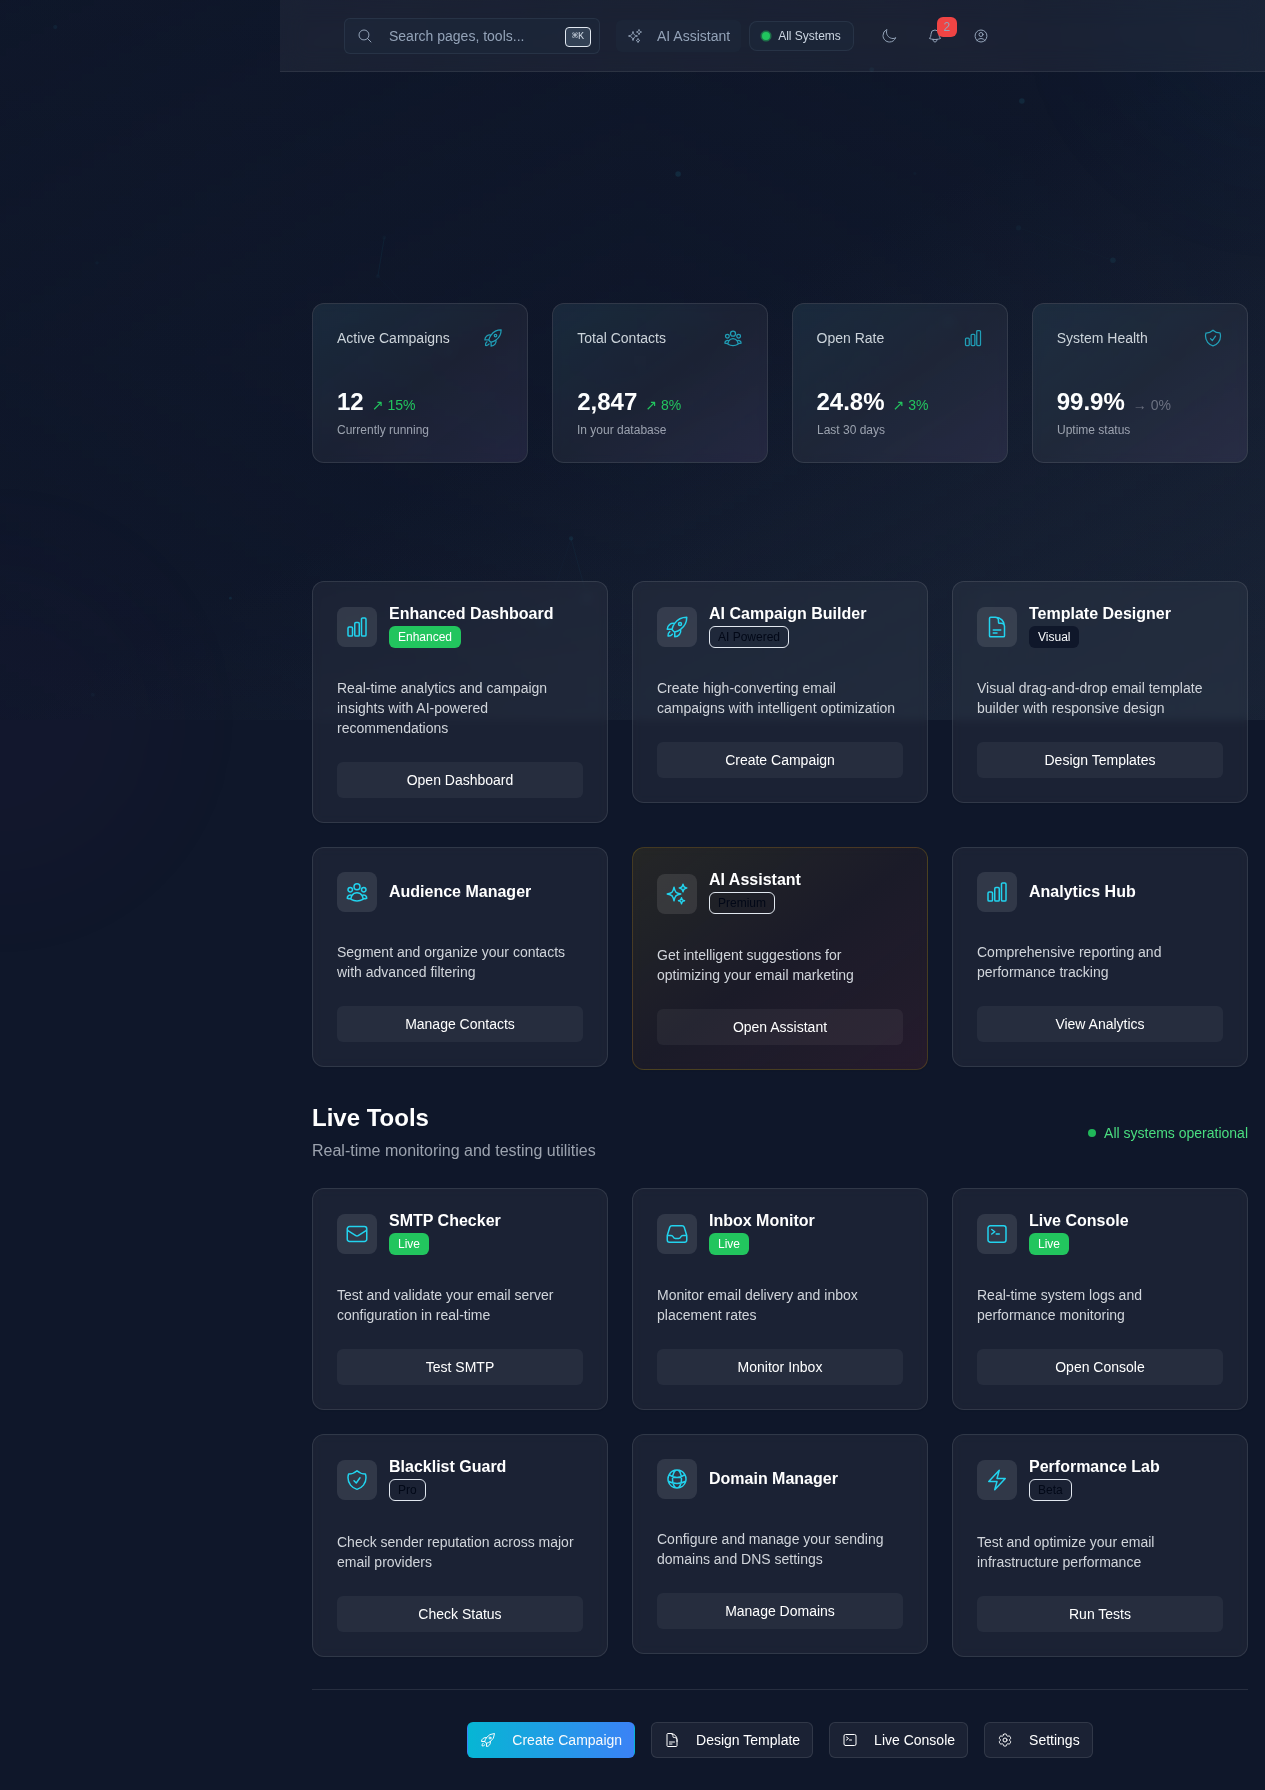 Search pages, tools...
⌘K
AI Assistant
All Systems
2
Active Campaigns
12 ↗ 15%
Currently running
Total Contacts
2,847 ↗ 8%
In your database
Open Rate
24.8% ↗ 3%
Last 30 days
System Health
99.9% → 0%
Uptime status
Enhanced Dashboard
Enhanced
Real-time analytics and campaign
insights with AI-powered
recommendations
Open Dashboard
AI Campaign Builder
AI Powered
Create high-converting email
campaigns with intelligent optimization
Create Campaign
Template Designer
Visual
Visual drag-and-drop email template
builder with responsive design
Design Templates
Audience Manager
Segment and organize your contacts
with advanced filtering
Manage Contacts
AI Assistant
Premium
Get intelligent suggestions for
optimizing your email marketing
Open Assistant
Analytics Hub
Comprehensive reporting and
performance tracking
View Analytics
Live Tools
Real-time monitoring and testing utilities
All systems operational
SMTP Checker
Live
Test and validate your email server
configuration in real-time
Test SMTP
Inbox Monitor
Live
Monitor email delivery and inbox
placement rates
Monitor Inbox
Live Console
Live
Real-time system logs and
performance monitoring
Open Console
Blacklist Guard
Pro
Check sender reputation across major
email providers
Check Status
Domain Manager
Configure and manage your sending
domains and DNS settings
Manage Domains
Performance Lab
Beta
Test and optimize your email
infrastructure performance
Run Tests
Create Campaign
Design Template
Live Console
Settings